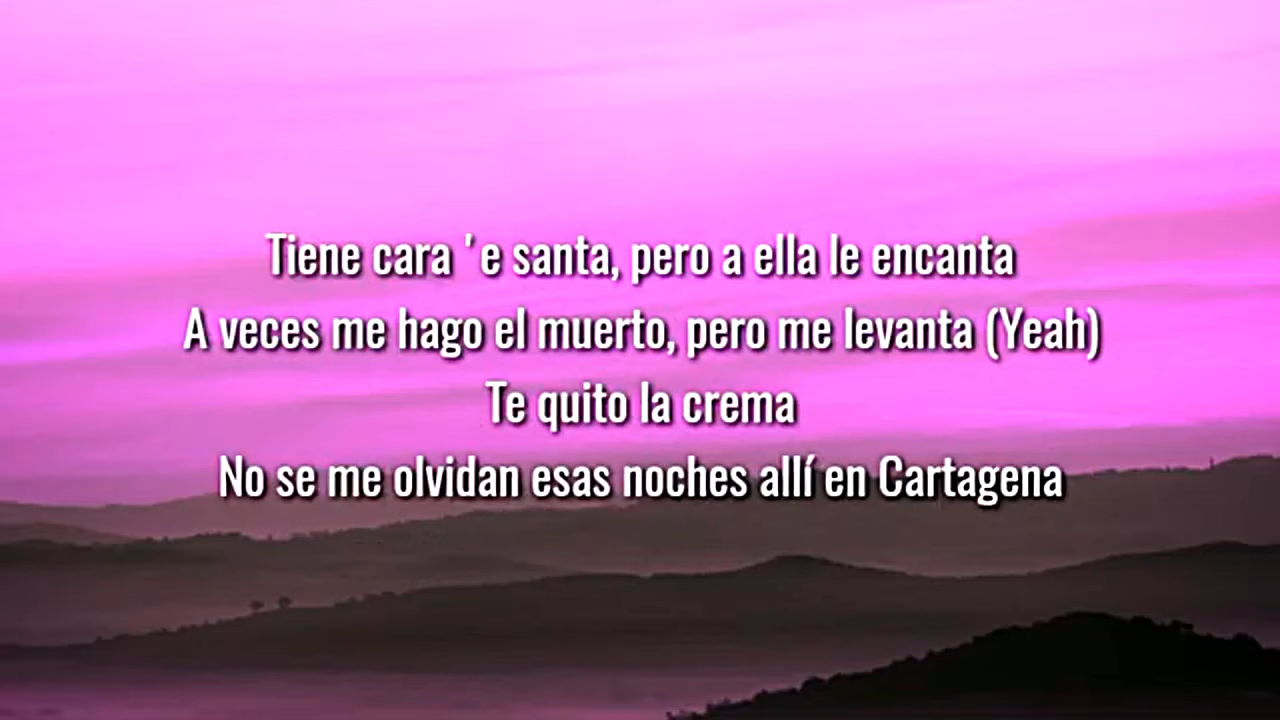 Tiene cara 'e santa, pero a ella le encanta
A veces me hago el muerto, pero me levanta (Yeah)
Te quito la crema
No se me olvidan esas noches allí en Cartagena